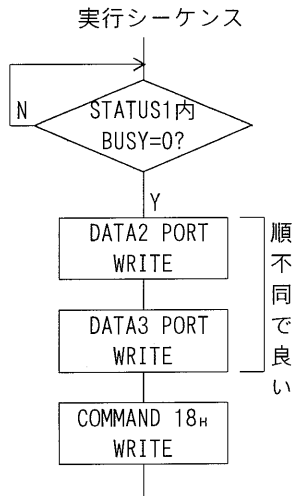 実行シーケンス
N
STATUS1内
BUSY=0?
Y
DATA2 PORT
WRITE
DATA3 PORT
WRITE
順不同で良い
COMMAND 18H
WRITE